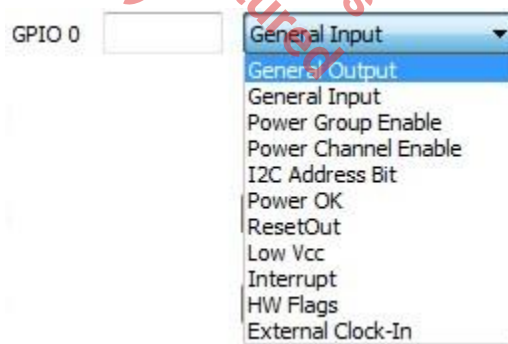 GPIO 0
General Input
General Output
General Input
Power Group Enable
Power Channel Enable
I2C Address Bit
Power OK
ResetOut
Low Vcc
Interrupt
HW Flags
External Clock-In